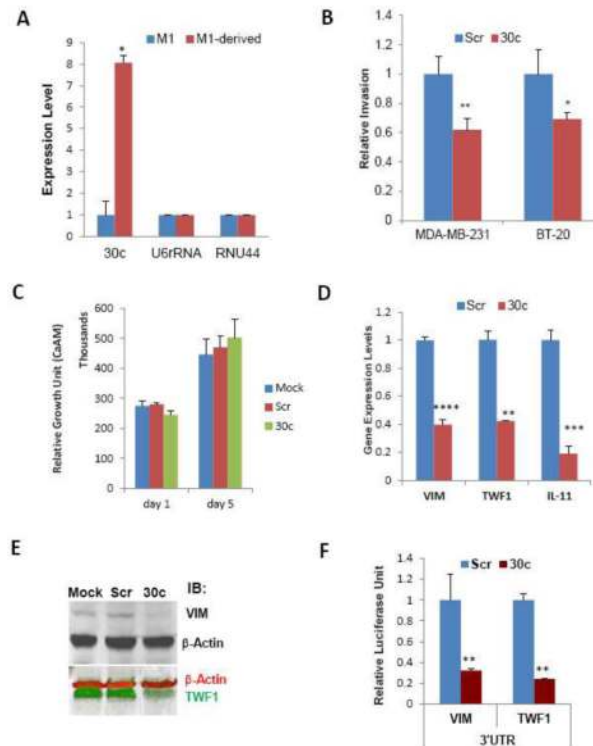 A
M1 M1-derived
Expression Level
9
8
7
6
5
4
3
2
1
0
*
30c U6rRNA RNU44
B
Scr 30c
Relative Invasion
1.4
1.2
1
0.8
0.6
0.4
0.2
0
**
*
MDA-MB-231 BT-20
C
Relative Growth Unit (CaAM)
Thousands
600
500
400
300
200
100
0
Mock
Scr
30c
day 1 day 5
D
Scr 30c
Gene Expression Levels
1.2
1
0.8
0.6
0.4
0.2
0
****
**
***
VIM TWF1 IL-11
E
Mock Scr 30c IB:
VIM
β-Actin
β-Actin
TWF1
F
Scr 30c
Relative Luciferase Unit
1.4
1.2
1
0.8
0.6
0.4
0.2
0
**
**
VIM TWF1
3'UTR